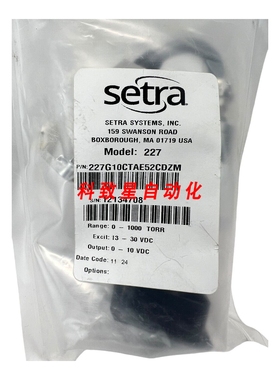 setra
SETRA SYSTEMS, INC.
159 SWANSON ROAD
BOXBOROUGH, MA 01719 USA
Model: 227
P/N: 227G10CTAE52CDZM
科致星自动化
S/N: 12134708
Range: 0 - 1000 TORR
Excit: 13 - 30 VDC
Output: 0 - 10 VDC
Date Code: 11 24
Options: